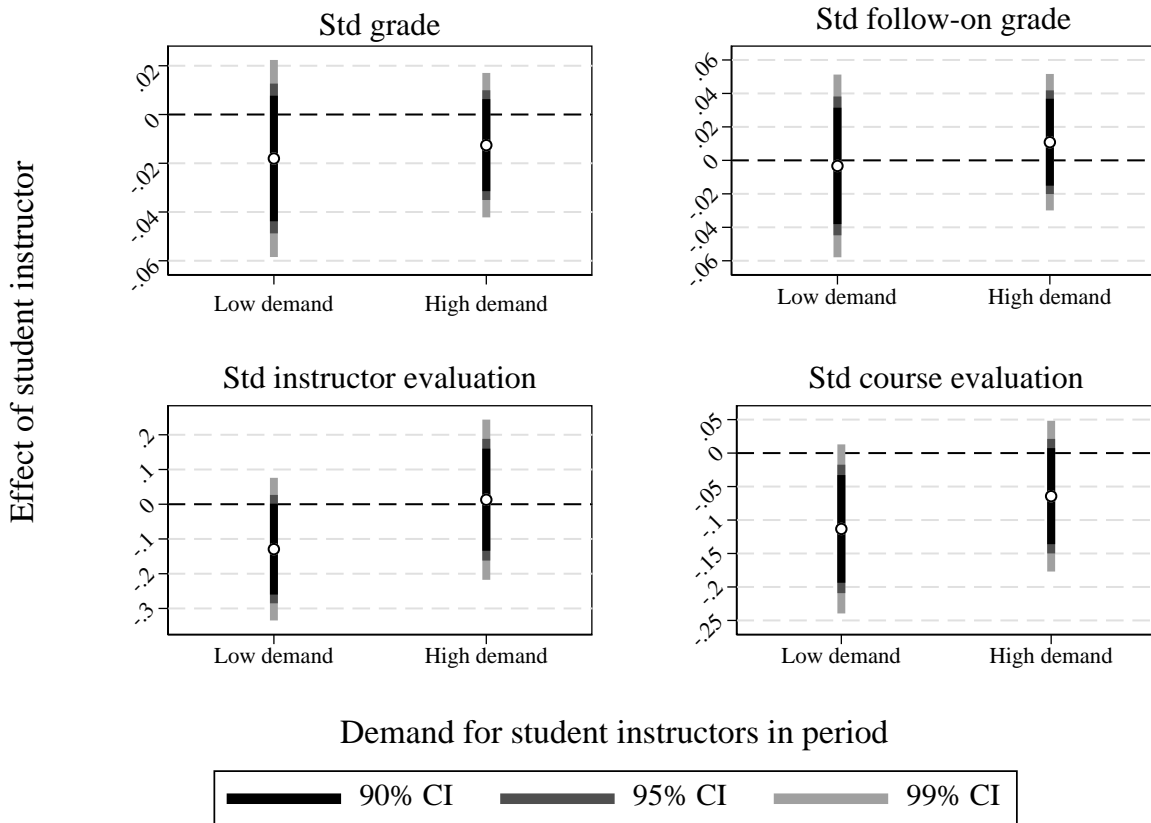 Effect of student instructor
Std grade
.02
0
-.02
-.04
-.06
Low demand High demand
Std follow-on grade
.06
.04
.02
0
-.02
-.04
-.06
Low demand High demand
Std instructor evaluation
.2
.1
0
-.1
-.2
-.3
Low demand High demand
Std course evaluation
.05
0
-.05
-.1
-.15
-.2
-.25
Low demand High demand
Demand for student instructors in period
90% CI 95% CI 99% CI